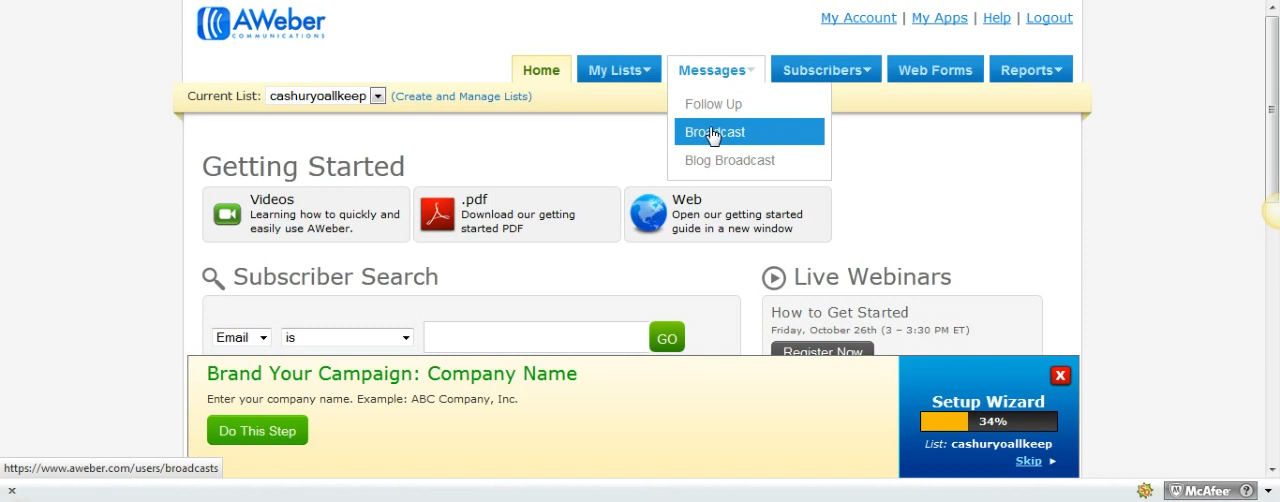 AWeber
COMMUNICATIONS
My Account | My Apps | Help | Logout
Home
My Lists
Messages
Subscribers
Web Forms
Reports
Current List: cashuryoallkeep (Create and Manage Lists)
Follow Up
Broadcast
Blog Broadcast
Getting Started
Videos
Learning how to quickly and
easily use AWeber.
.pdf
Download our getting
started PDF
Web
Open our getting started
guide in a new window
Subscriber Search
Email
is
GO
Live Webinars
How to Get Started
Friday, October 26th (3 – 3:30 PM ET)
Register Now
Brand Your Campaign: Company Name
Enter your company name. Example: ABC Company, Inc.
Do This Step
X
Setup Wizard
34%
List: cashuryoallkeep
Skip
https://www.aweber.com/users/broadcasts
x
McAfee
?